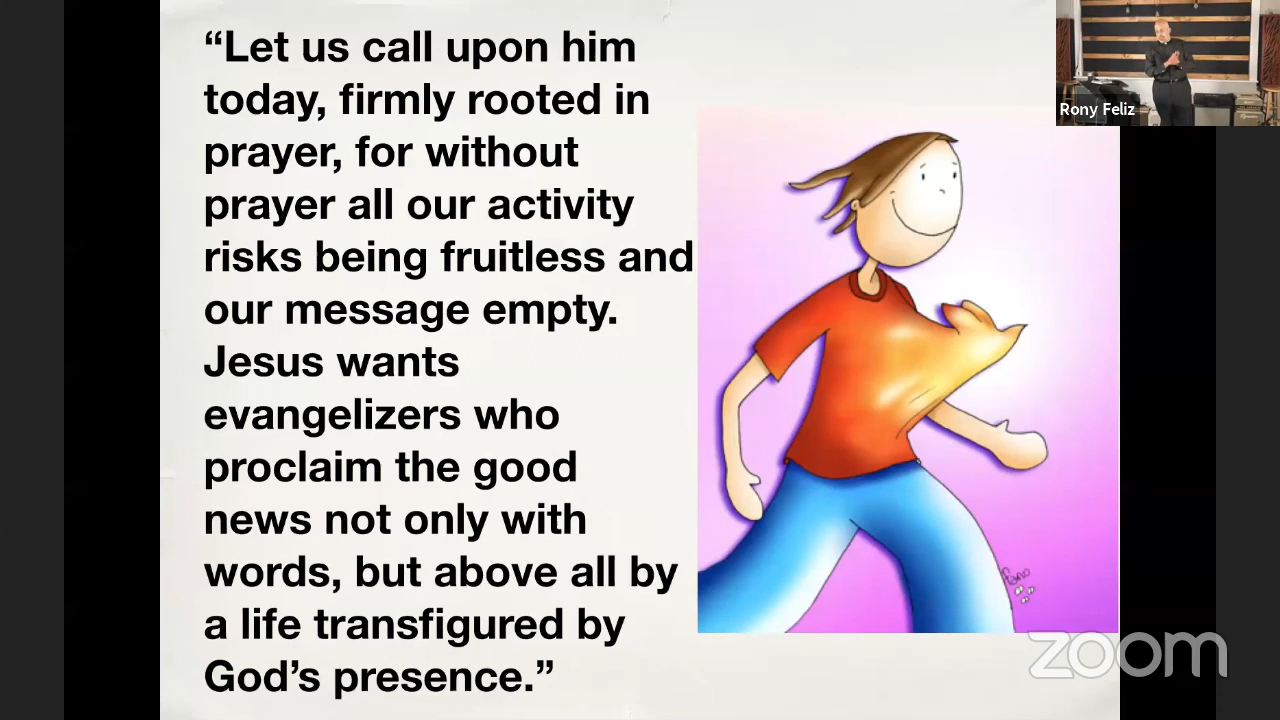 “Let us call upon him
today, firmly rooted in
prayer, for without
prayer all our activity
risks being fruitless and
our message empty.
Jesus wants
evangelizers who
proclaim the good
news not only with
words, but above all by
a life transfigured by
God’s presence.”
Rony Feliz
Fano
zoom